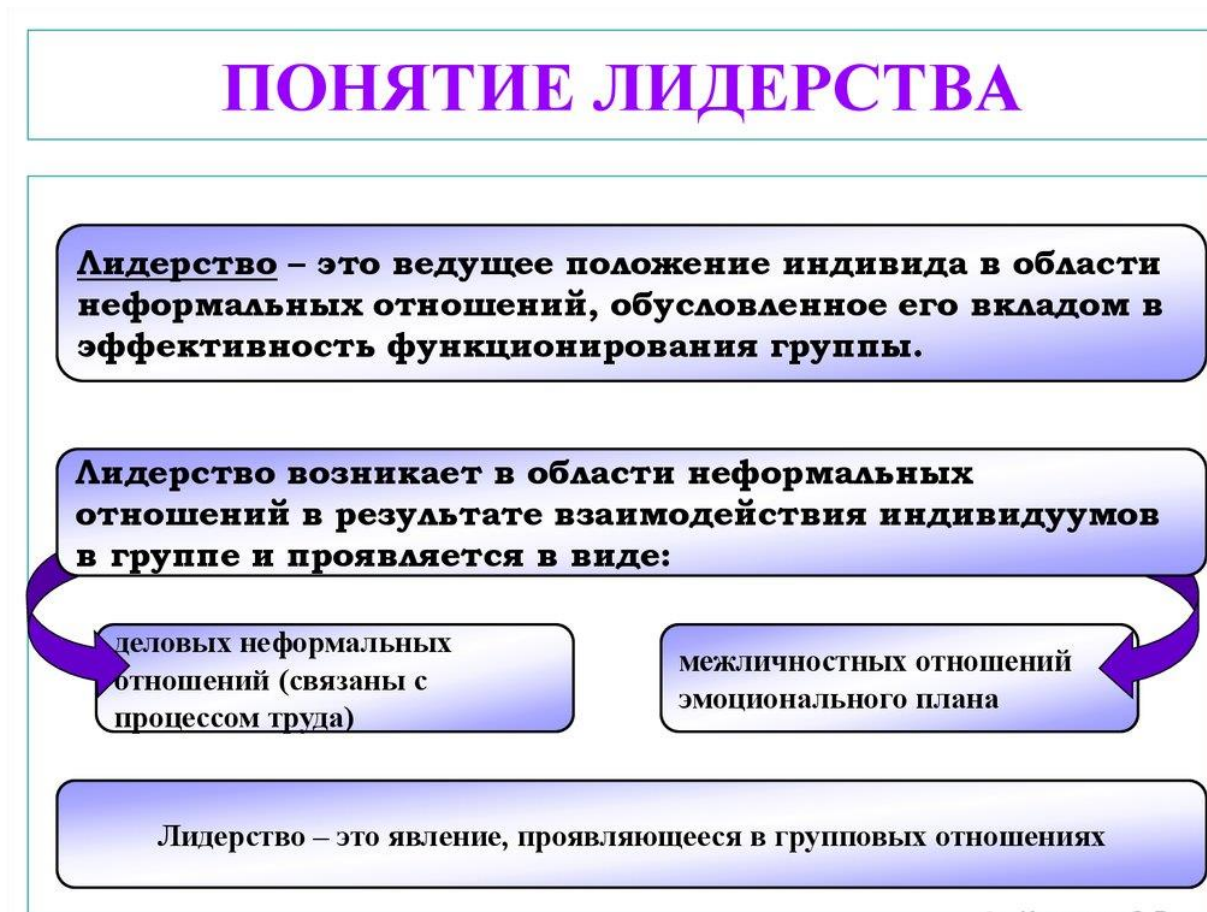 ПОНЯТИЕ ЛИДЕРСТВА
Лидерство – это ведущее положение индивида в области
неформальных отношений, обусловленное его вкладом в
эффективность функционирования группы.
Лидерство возникает в области неформальных
отношений в результате взаимодействия индивидуумов
в группе и проявляется в виде:
деловых неформальных
отношений (связаны с
процессом труда)
межличностных отношений
эмоционального плана
Лидерство – это явление, проявляющееся в групповых отношениях